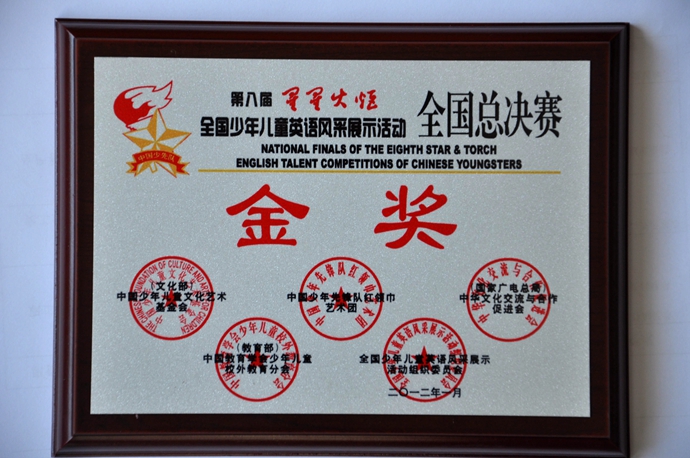 第八届 星星火炬
全国少年儿童英语风采展示活动 全国总决赛
NATIONAL FINALS OF THE EIGHTH STAR & TORCH
ENGLISH TALENT COMPETITIONS OF CHINESE YOUNGSTERS
中国少先队
金 奖
(文化部)
中国少年儿童文化艺术
基金会
中国少年先锋队红领巾
艺术团
国家广电总局
中华文化交流与合作
促进会
(教育部)
中国教育学会少年儿童
校外教育分会
全国少年儿童英语风采展示
活动组织委员会
二〇一二年一月